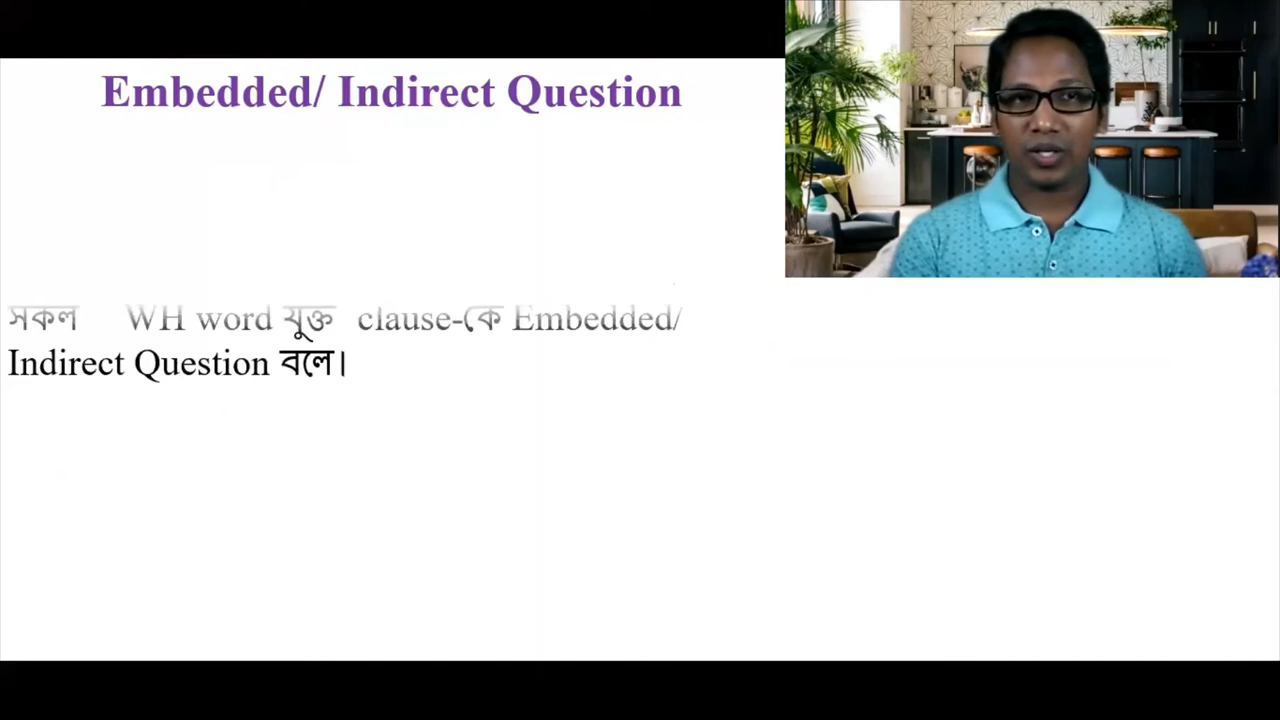 Embedded/ Indirect Question
সকল WH word যুক্ত clause-কে Embedded/
Indirect Question বলে।